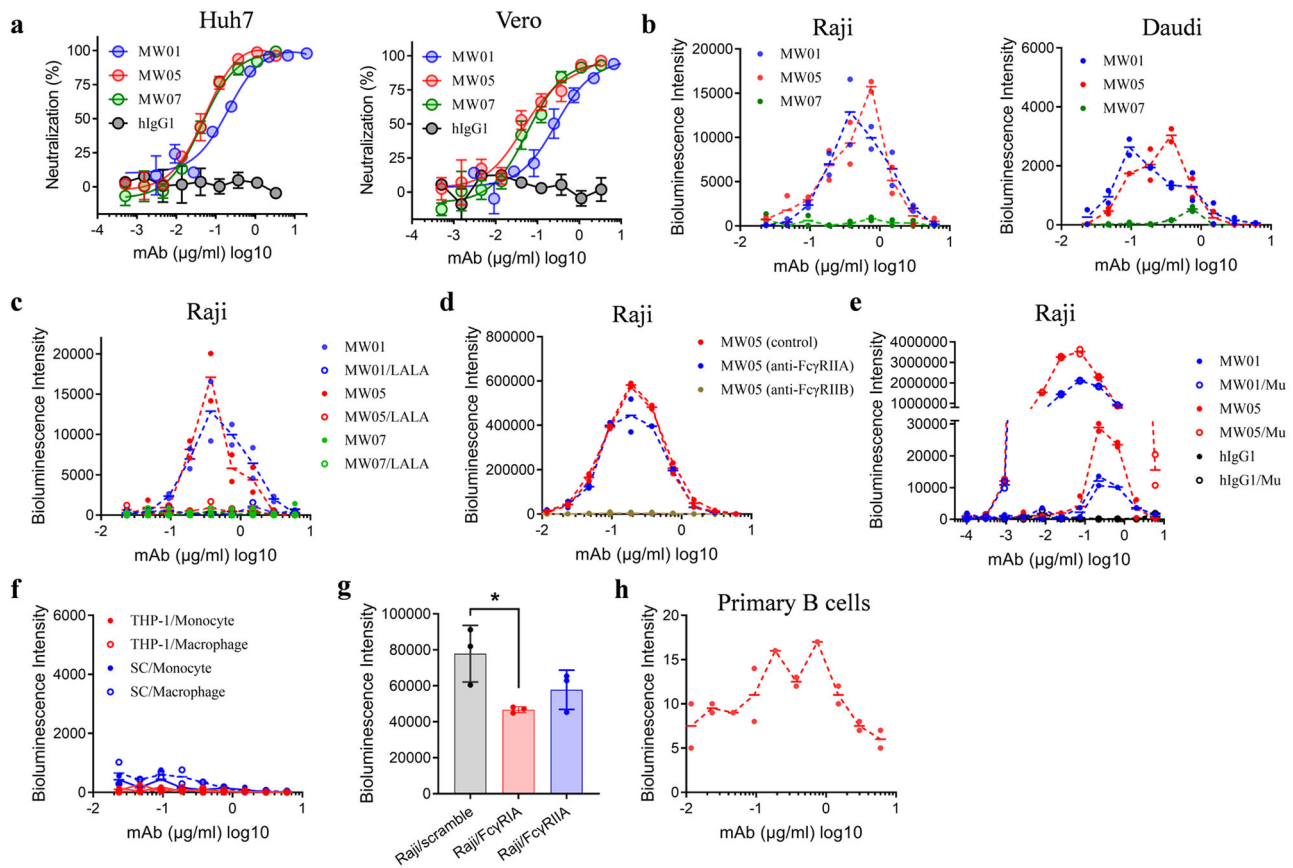 a
Huh7
Neutralization (%)
100
75
50
25
0
MW01
MW05
MW07
hIgG1
-4 -3 -2 -1 0 1
mAb (µg/ml) log10
Vero
Neutralization (%)
100
75
50
25
0
MW01
MW05
MW07
hIgG1
-4 -3 -2 -1 0 1
mAb (µg/ml) log10
b
Raji
Bioluminescence Intensity
20000
15000
10000
5000
0
MW01
MW05
MW07
-2 -1 0 1
mAb (µg/ml) log10
Daudi
Bioluminescence Intensity
6000
4000
2000
0
MW01
MW05
MW07
-2 -1 0 1
mAb (µg/ml) log10
c
Raji
Bioluminescence Intensity
20000
15000
10000
5000
0
MW01
MW01/LALA
MW05
MW05/LALA
MW07
MW07/LALA
-2 -1 0 1
mAb (µg/ml) log10
d
Raji
Bioluminescence Intensity
800000
600000
400000
200000
0
MW05 (control)
MW05 (anti-FcγRIIA)
MW05 (anti-FcγRIIB)
-2 -1 0 1
mAb (µg/ml) log10
e
Raji
Bioluminescence Intensity
4000000
3000000
2000000
1000000
40000
30000
20000
10000
0
MW01
MW01/Mu
MW05
MW05/Mu
hIgG1
hIgG1/Mu
-4 -3 -2 -1 0 1
mAb (µg/ml) log10
f
Bioluminescence Intensity
6000
4000
2000
0
THP-1/Monocyte
THP-1/Macrophage
SC/Monocyte
SC/Macrophage
-2 -1 0 1
mAb (µg/ml) log10
g
Bioluminescence Intensity
100000
80000
60000
40000
20000
0
*
Raji/scramble
Raji/FcγRIA
Raji/FcγRIIA
h
Primary B cells
Bioluminescence Intensity
20
15
10
5
0
-2 -1 0 1
mAb (µg/ml) log10